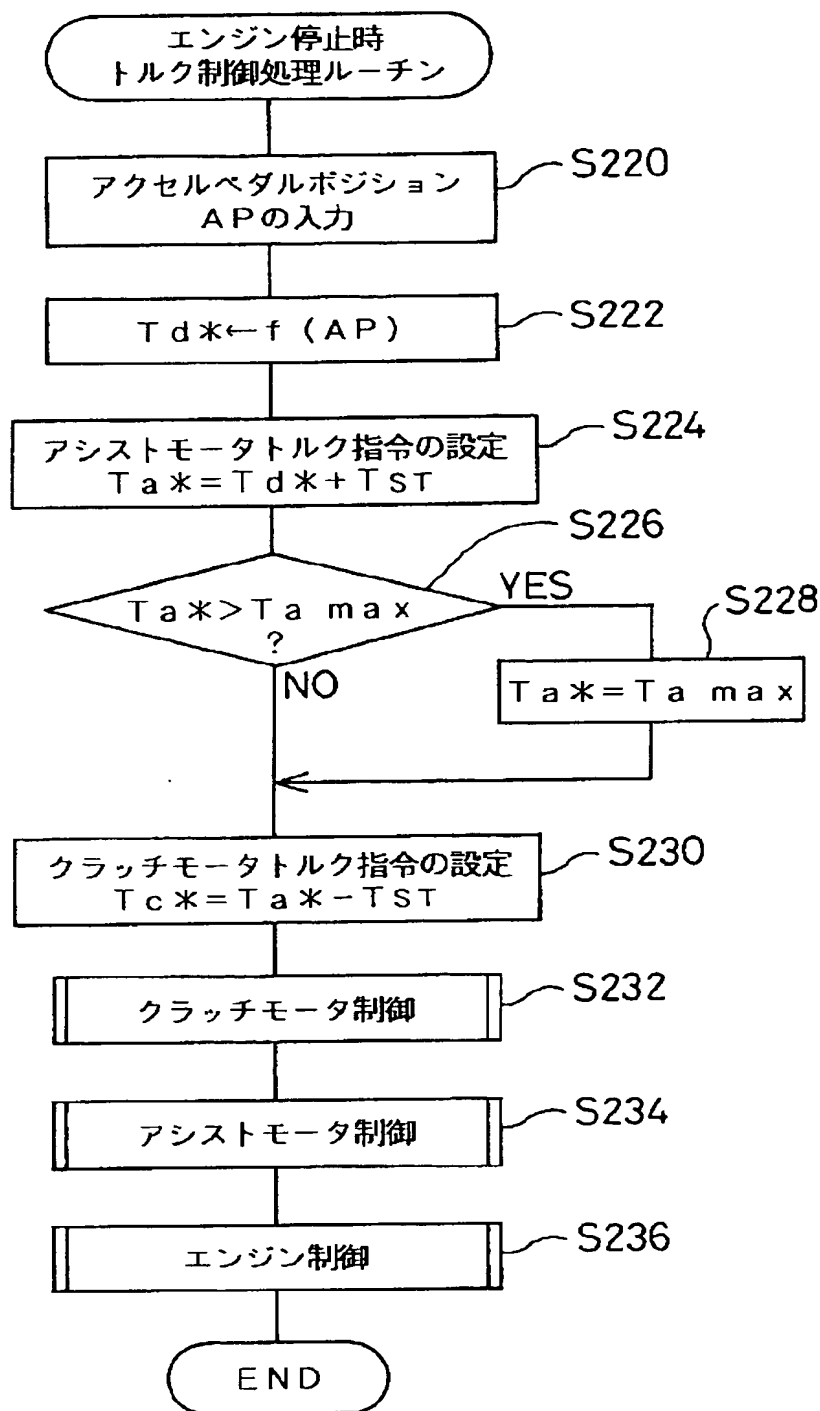 エンジン停止時
トルク制御処理ルーチン
アクセルペダルポジション
APの入力
S220
Td*←f(AP)
S222
アシストモータトルク指令の設定
Ta*=Td*+TST
S224
Ta*>Ta max
?
S226
YES
NO
Ta*=Ta max
S228
クラッチモータトルク指令の設定
Tc*=Ta*-TST
S230
クラッチモータ制御
S232
アシストモータ制御
S234
エンジン制御
S236
END